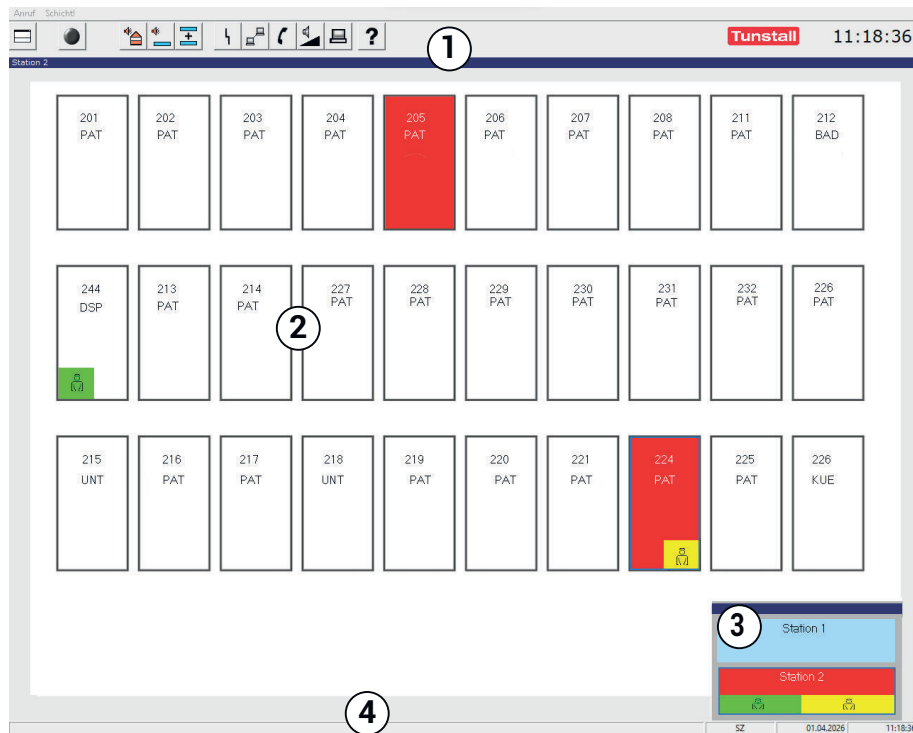 Anruf Schicht!
?
1
Tunstall
11:18:36
Station 2
201 202 203 204 205 206 207 208 211 212
PAT PAT PAT PAT PAT PAT PAT PAT PAT BAD
244 213 214 227 228 229 230 231 232 226
DSP PAT PAT PAT PAT PAT PAT PAT PAT PAT
2
215 216 217 218 219 220 221 224 225 226
UNT PAT PAT UNT PAT PAT PAT PAT PAT KUE
3
Station 1
Station 2
4
SZ 01.04.2026 11:18:36